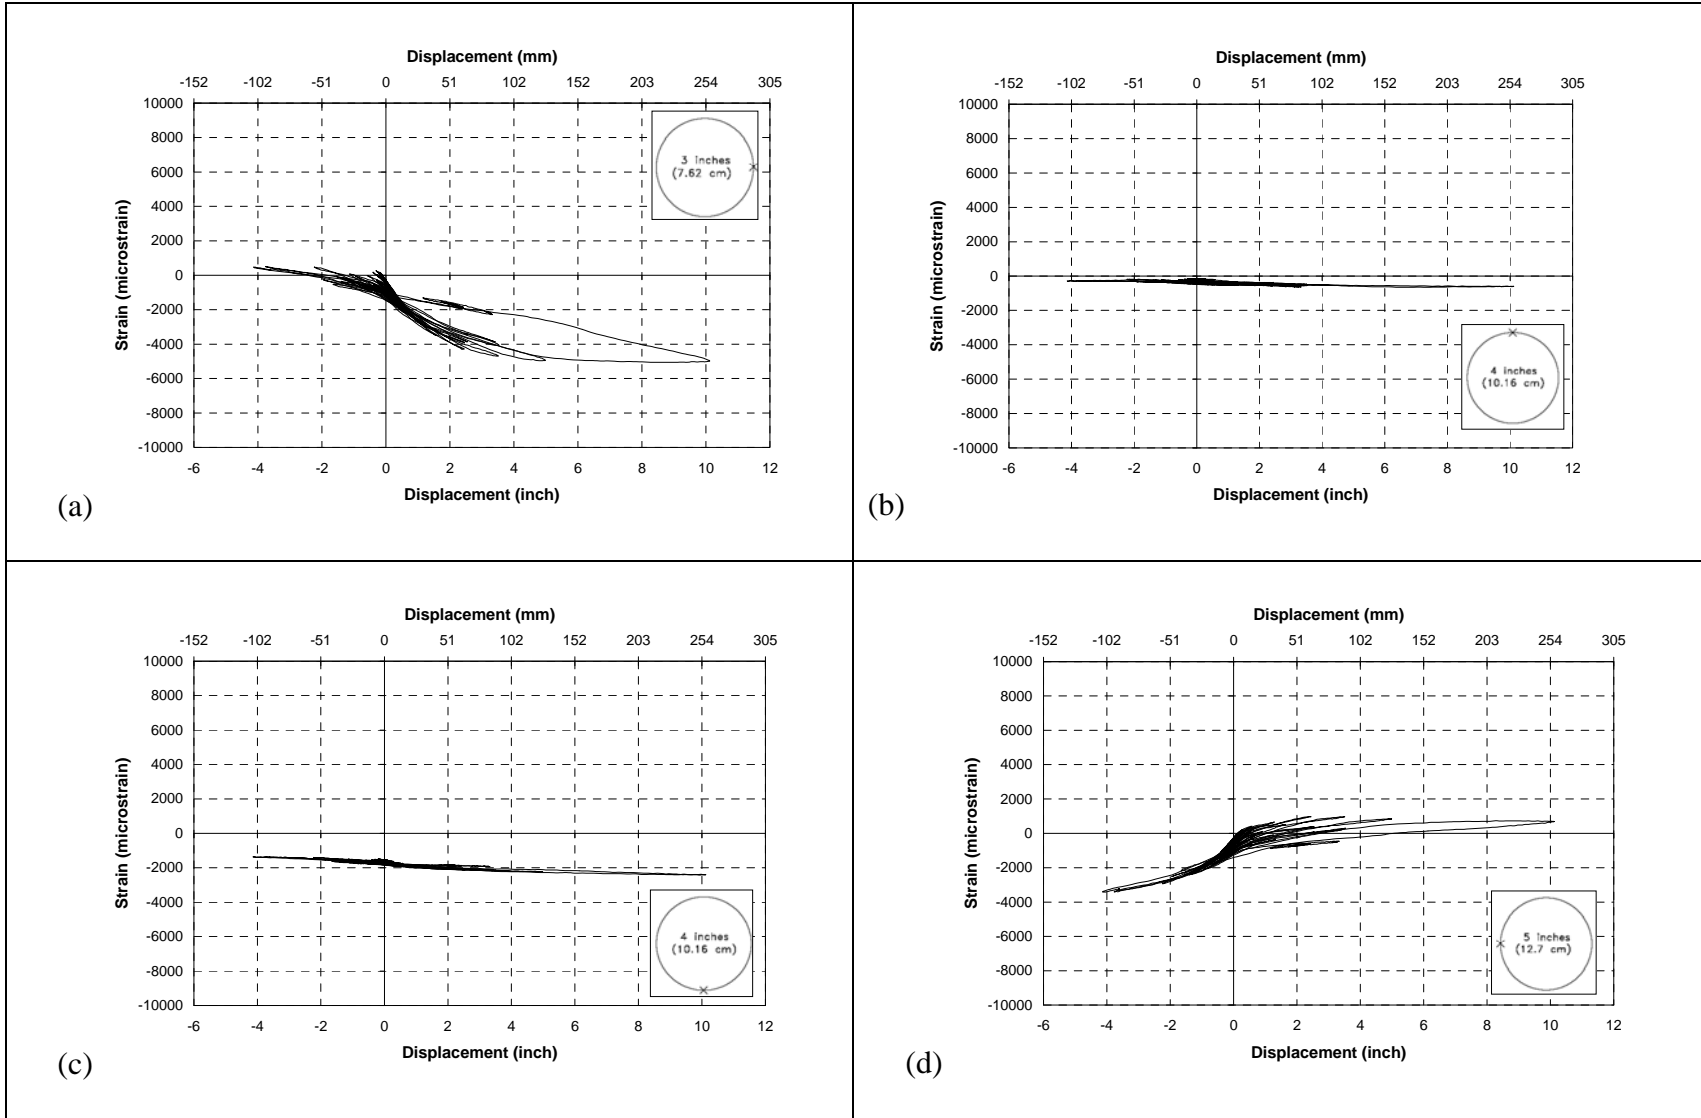 Displacement (mm)
-152 -102 -51 0 51 102 152 203 254 305
10000
8000
6000
4000
2000
0
-2000
-4000
-6000
-8000
-10000
Strain (microstrain)
3 inches
(7.62 cm)
-6 -4 -2 0 2 4 6 8 10 12
Displacement (inch)
(a)
Displacement (mm)
-152 -102 -51 0 51 102 152 203 254 305
10000
8000
6000
4000
2000
0
-2000
-4000
-6000
-8000
-10000
Strain (microstrain)
4 inches
(10.16 cm)
-6 -4 -2 0 2 4 6 8 10 12
Displacement (inch)
(b)
Displacement (mm)
-152 -102 -51 0 51 102 152 203 254 305
10000
8000
6000
4000
2000
0
-2000
-4000
-6000
-8000
-10000
Strain (microstrain)
4 inches
(10.16 cm)
-6 -4 -2 0 2 4 6 8 10 12
Displacement (inch)
(c)
Displacement (mm)
-152 -102 -51 0 51 102 152 203 254 305
10000
8000
6000
4000
2000
0
-2000
-4000
-6000
-8000
-10000
Strain (microstrain)
5 inches
(12.7 cm)
-6 -4 -2 0 2 4 6 8 10 12
Displacement (inch)
(d)